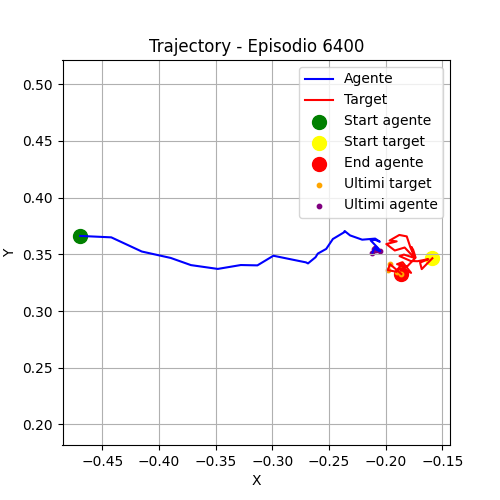 Trajectory - Episodio 6400
Agente
Target
Start agente
Start target
End agente
Ultimi target
Ultimi agente
0.50
0.45
0.40
0.35
0.30
0.25
0.20
Y
−0.45
−0.40
−0.35
−0.30
−0.25
−0.20
−0.15
X